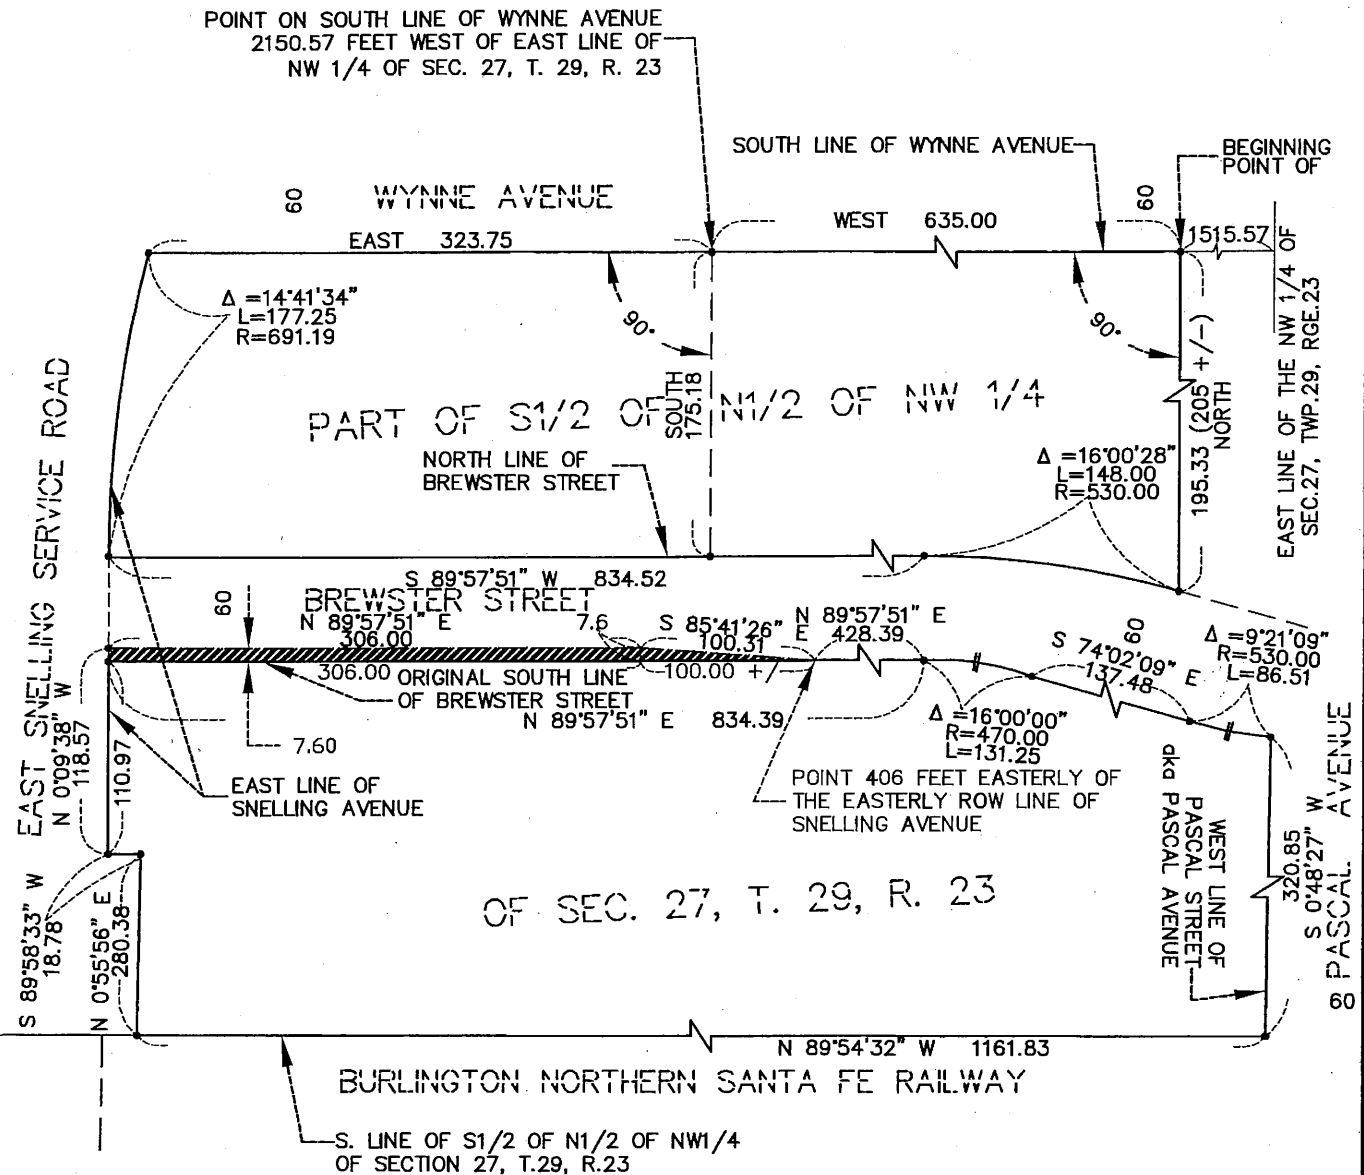 POINT ON SOUTH LINE OF WYNNE AVENUE
2150.57 FEET WEST OF EAST LINE OF
NW 1/4 OF SEC. 27, T. 29, R. 23
SOUTH LINE OF WYNNE AVENUE
BEGINNING
POINT OF
60
WYNNE AVENUE
60
EAST 323.75
WEST 635.00
1515.57
Δ =14°41'34"
L=177.25
R=691.19
90°
90°
SOUTH
175.18
195.33 (205 +/-)
NORTH
EAST LINE OF THE NW 1/4 OF
SEC.27, TWP.29, RGE.23
PART OF S1/2 OF N1/2 OF NW 1/4
NORTH LINE OF
BREWSTER STREET
Δ =16°00'28"
L=148.00
R=530.00
EAST SNELLING SERVICE ROAD
S 89°57'51" W 834.52
60
BREWSTER STREET
N 89°57'51" E
306.00
7.6
S 85°41'26" E
100.31
N 89°57'51" E
428.39
60
S 74°02'09" E
137.48
Δ =9°21'09"
R=530.00
L=86.51
306.00
ORIGINAL SOUTH LINE
OF BREWSTER STREET
100.00 +/-
N 89°57'51" E 834.39
7.60
Δ =16°00'00"
R=470.00
L=131.25
N 0°09'38" W
118.57
110.97
EAST LINE OF
SNELLING AVENUE
POINT 406 FEET EASTERLY OF
THE EASTERLY ROW LINE OF
SNELLING AVENUE
WEST LINE OF
PASCAL STREET
aka PASCAL AVENUE
320.85
S 0°48'27" W
PASCAL AVENUE
60
S 89°58'33" W
18.78
N 0°55'56" E
280.38
OF SEC. 27, T. 29, R. 23
N 89°54'32" W 1161.83
BURLINGTON NORTHERN SANTA FE RAILWAY
S. LINE OF S1/2 OF N1/2 OF NW1/4
OF SECTION 27, T.29, R.23